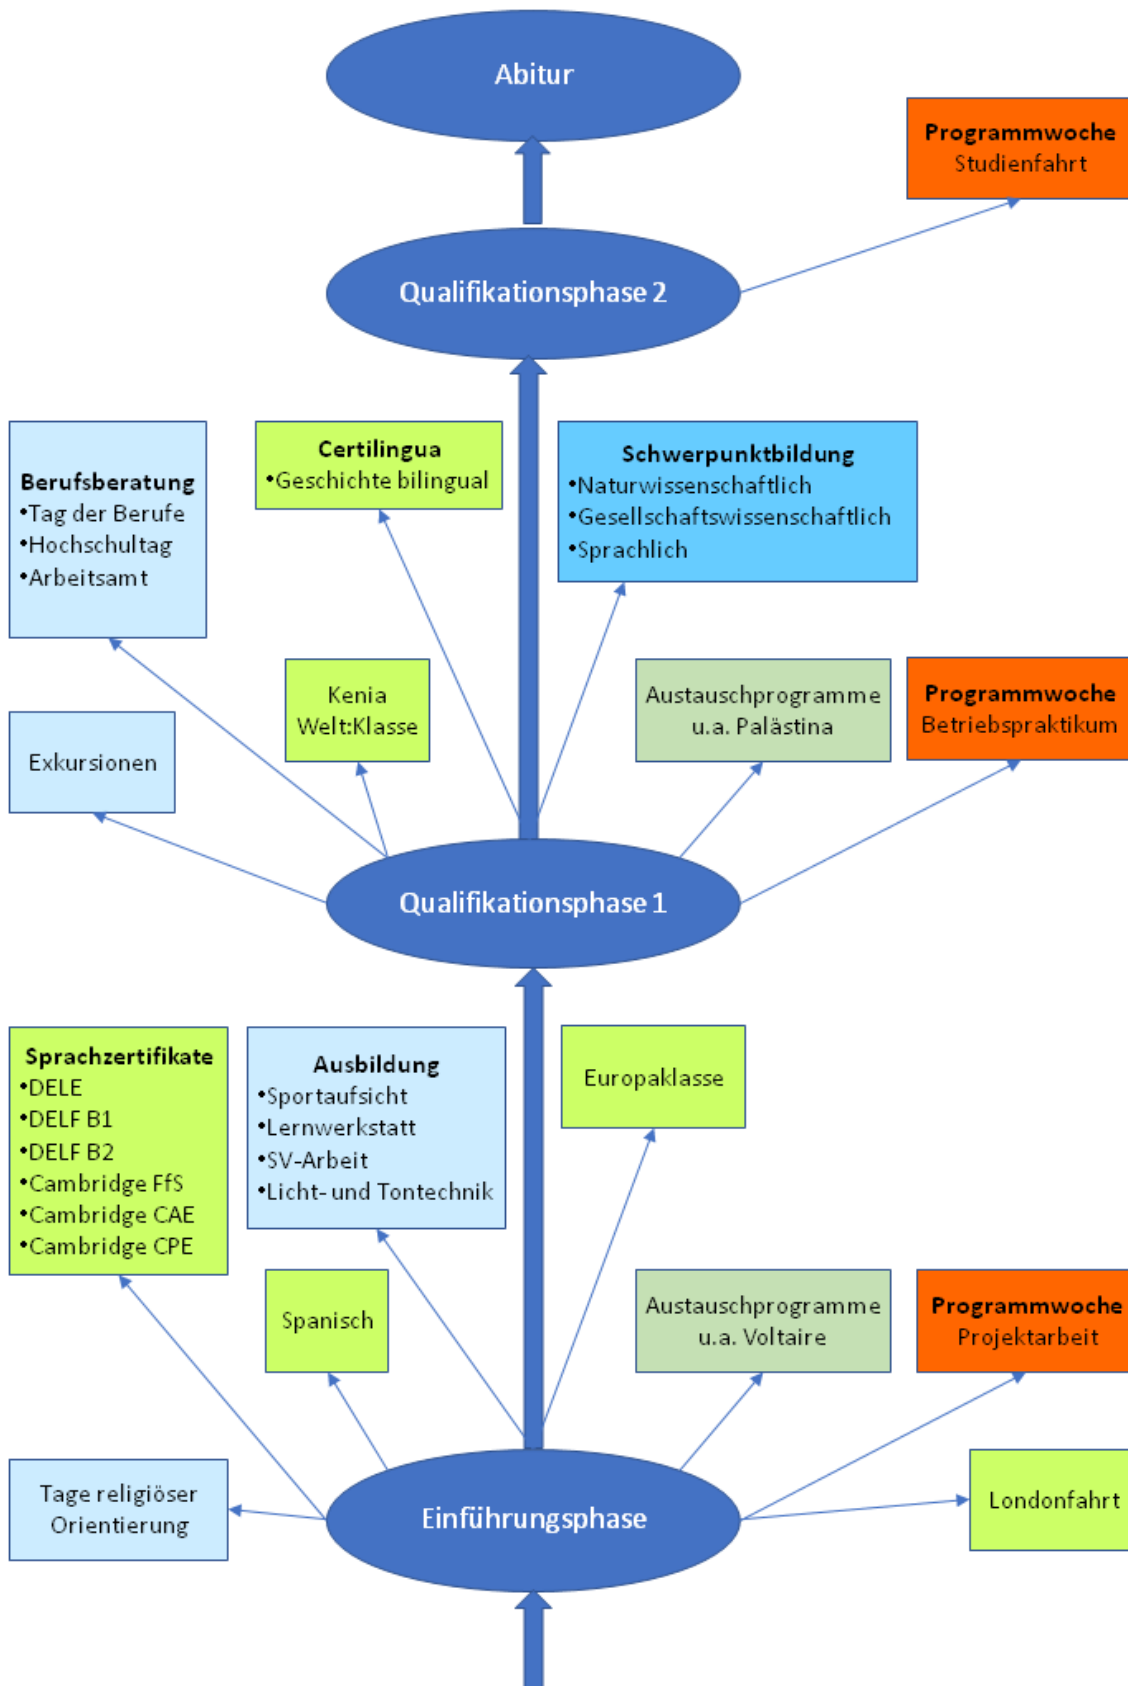 Abitur
Programmwoche
Studienfahrt
Qualifikationsphase 2
Berufsberatung
•Tag der Berufe
•Hochschultag
•Arbeitsamt
Certilingua
•Geschichte bilingual
Schwerpunktbildung
•Naturwissenschaftlich
•Gesellschaftswissenschaftlich
•Sprachlich
Exkursionen
Kenia
Welt:Klasse
Austauschprogramme
u.a. Palästina
Programmwoche
Betriebspraktikum
Qualifikationsphase 1
Sprachzertifikate
•DELE
•DELF B1
•DELF B2
•Cambridge FfS
•Cambridge CAE
•Cambridge CPE
Ausbildung
•Sportaufsicht
•Lernwerkstatt
•SV-Arbeit
•Licht- und Tontechnik
Europaklasse
Spanisch
Austauschprogramme
u.a. Voltaire
Programmwoche
Projektarbeit
Tage religiöser
Orientierung
Einführungsphase
Londonfahrt